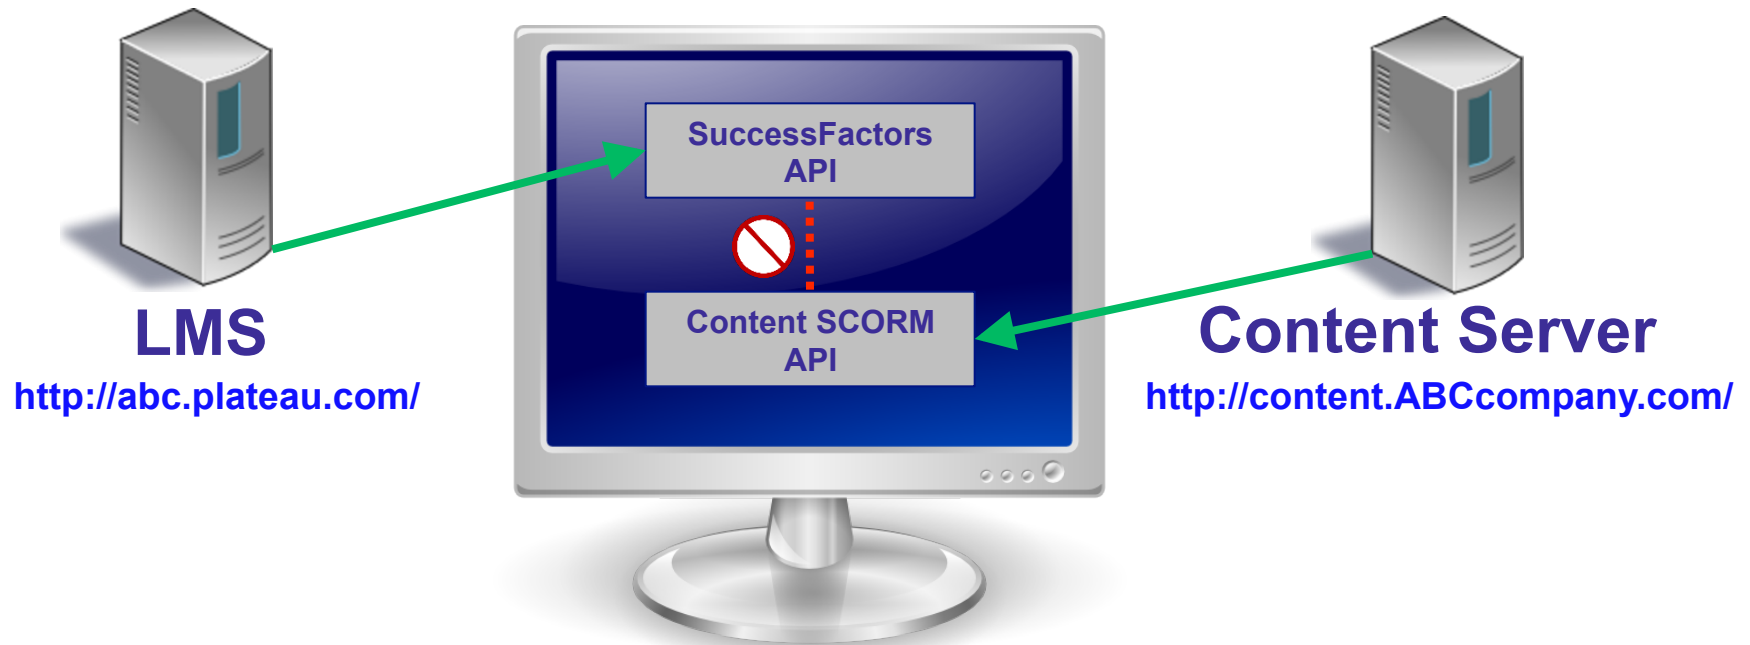 SuccessFactors
API
Content SCORM
API
LMS
http://abc.plateau.com/
Content Server
http://content.ABCcompany.com/